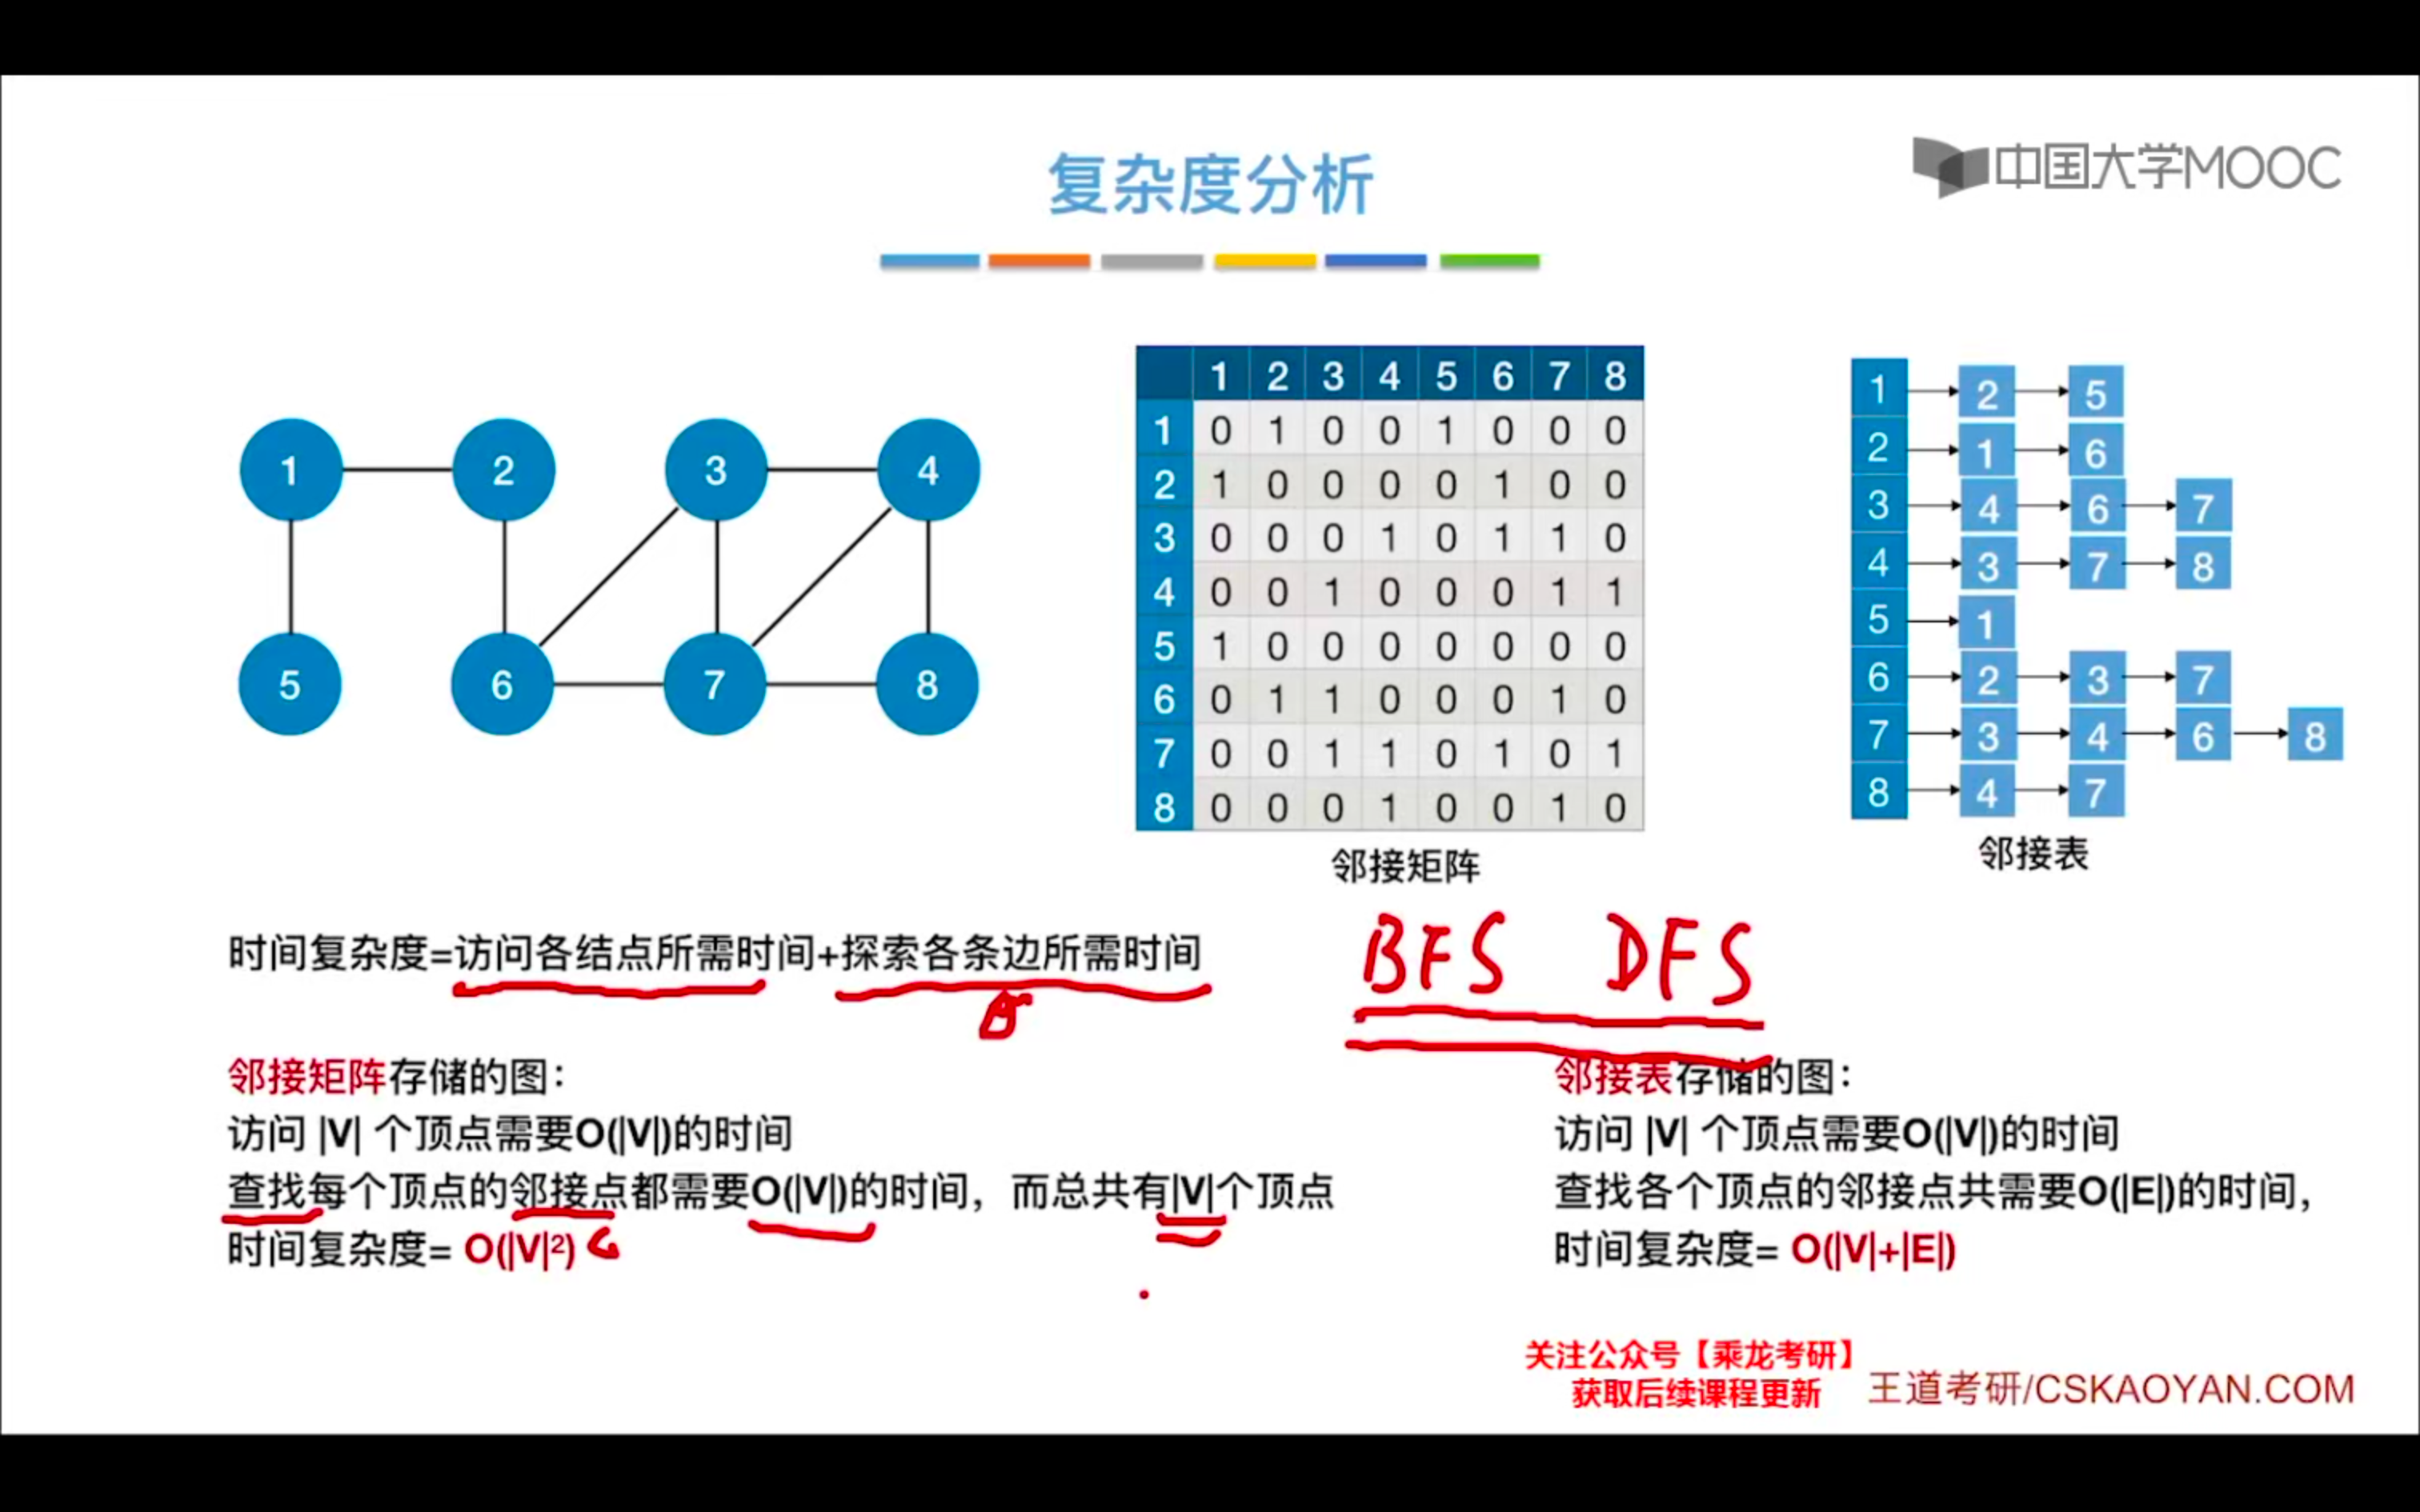 复杂度分析
中国大学MOOC
1 2 3 4
5 6 7 8
1 2 3 4 5 6 7 8
1 0 1 0 0 1 0 0 0
2 1 0 0 0 0 1 0 0
3 0 0 0 1 0 1 1 0
4 0 0 1 0 0 0 1 1
5 1 0 0 0 0 0 0 0
6 0 1 1 0 0 0 1 0
7 0 0 1 1 0 1 0 1
8 0 0 0 1 0 0 1 0
邻接矩阵
1 2 5
2 1 6
3 4 6 7
4 3 7 8
5 1
6 2 3 7
7 3 4 6 8
8 4 7
邻接表
时间复杂度=访问各结点所需时间+探索各条边所需时间
BFS DFS
邻接矩阵存储的图：
访问 |V| 个顶点需要O(|V|)的时间
查找每个顶点的邻接点都需要O(|V|)的时间，而总共有|V|个顶点
时间复杂度= O(|V|²)
邻接表存储的图：
访问 |V| 个顶点需要O(|V|)的时间
查找各个顶点的邻接点共需要O(|E|)的时间，
时间复杂度= O(|V|+|E|)
关注公众号【乘龙考研】
获取后续课程更新
王道考研/CSKAOYAN.COM